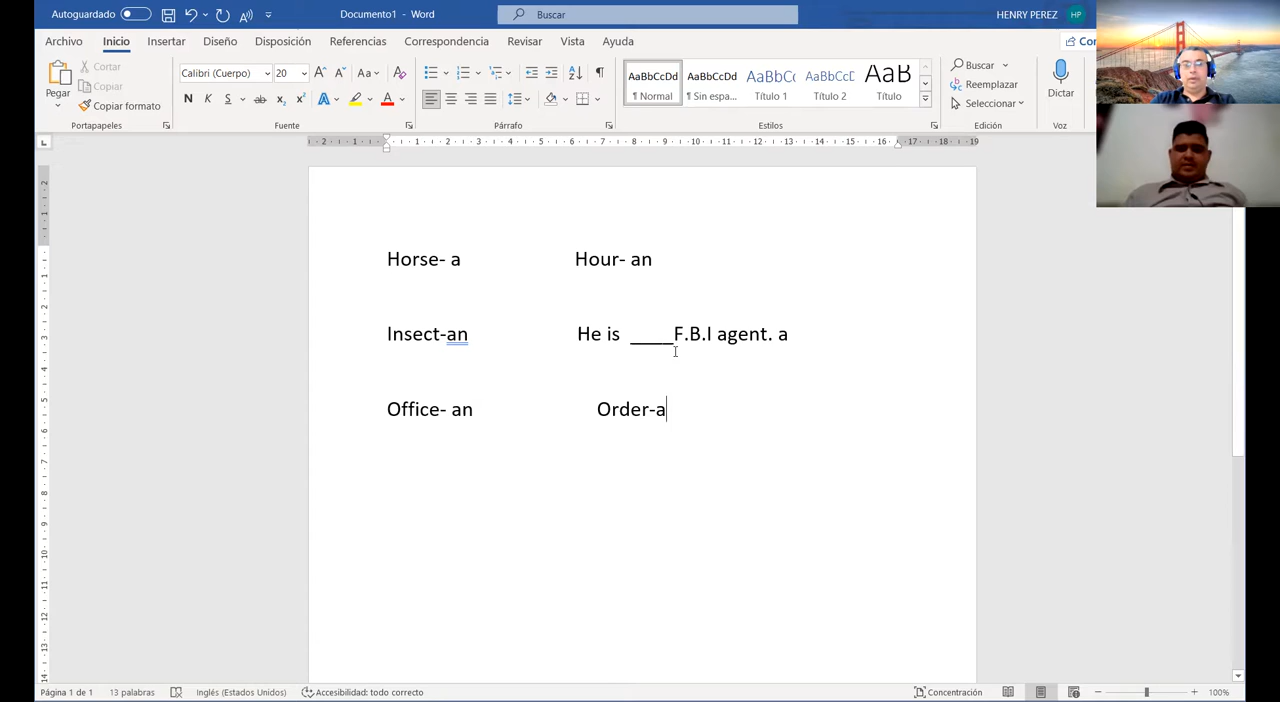 Autoguardado
Documento1 - Word
Buscar
HENRY PEREZ
HP
Archivo Inicio Insertar Diseño Disposición Referencias Correspondencia Revisar Vista Ayuda
Pegar
Cortar
Copiar
Copiar formato
Portapapeles
Calibri (Cuerpo) 20
Fuente
Párrafo
AaBbCcDd
¶ Normal
AaBbCcDd
¶ Sin espa...
Título 1
Título 2
AaB
Título
Estilos
Buscar
Reemplazar
Seleccionar
Edición
Dictar
Voz
Horse- a Hour- an
Insect-an He is ____F.B.I agent. a
Office- an Order-a
Página 1 de 1 13 palabras Inglés (Estados Unidos) Accesibilidad: todo correcto Concentración 100%